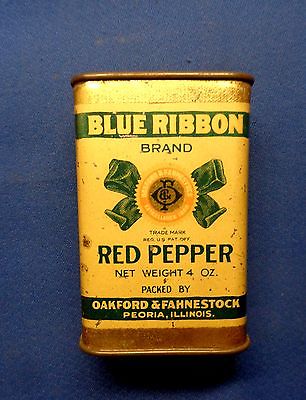 BLUE RIBBON
BRAND
TRADE MARK
REG. U.S. PAT. OFF.
RED PEPPER
NET WEIGHT 4 OZ.
PACKED BY
OAKFORD & FAHNESTOCK
PEORIA, ILLINOIS.